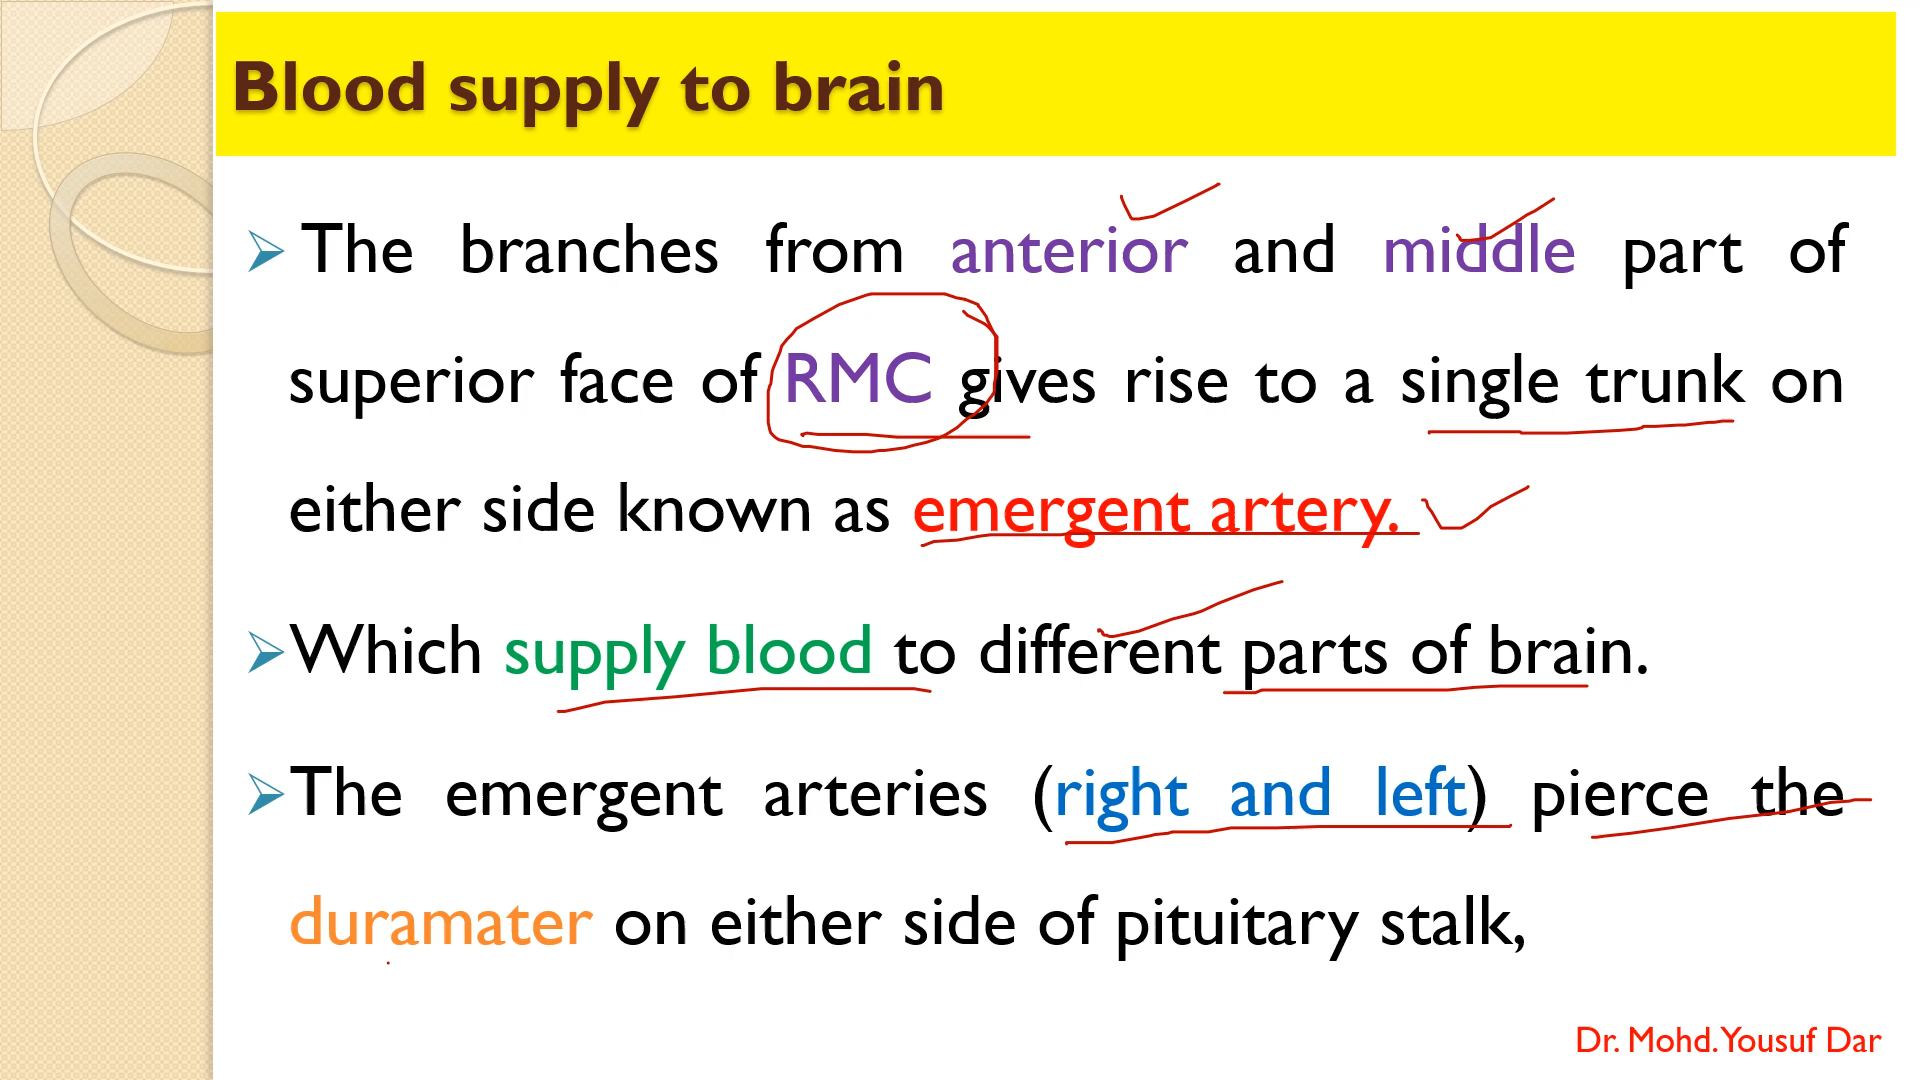 Blood supply to brain
The branches from anterior and middle part of
superior face of RMC gives rise to a single trunk on
either side known as emergent artery.
Which supply blood to different parts of brain.
The emergent arteries (right and left) pierce the
duramater on either side of pituitary stalk,
Dr. Mohd. Yousuf Dar